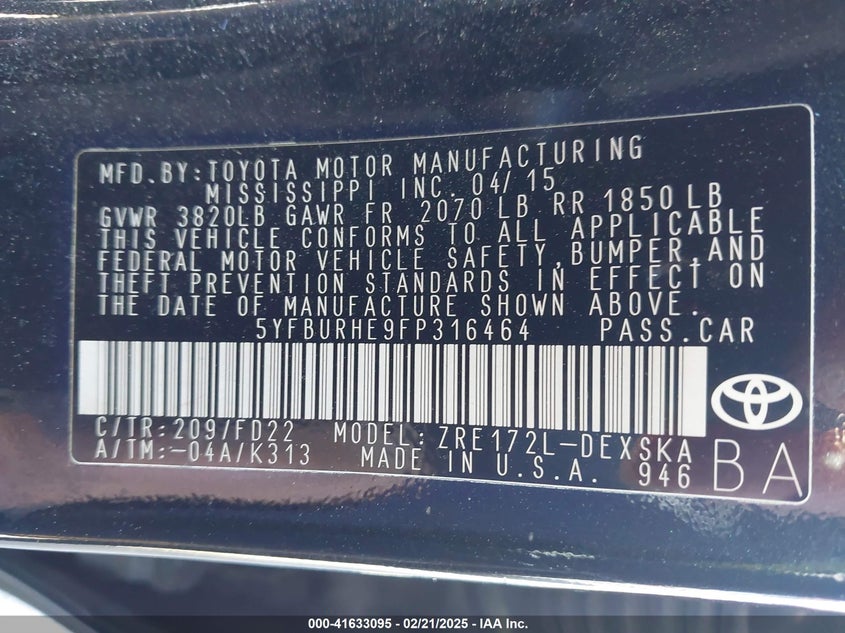 MFD.BY:TOYOTA MOTOR MANUFACTURING
MISSISSIPPI INC. 04/15
GVWR 3820LB GAWR FR 2070 LB RR 1850 LB
THIS VEHICLE CONFORMS TO ALL APPLICABLE
FEDERAL MOTOR VEHICLE SAFETY,BUMPER,AND
THEFT PREVENTION STANDARDS IN EFFECT ON
THE DATE OF MANUFACTURE SHOWN ABOVE.
5YFBURHE9FP316464 PASS.CAR
C/TR:209/FD22 MODEL: ZRE172L-DEXSKA
A/TM:-04A/K313 MADE IN U.S.A. 946 BA
000-41633095 - 02/21/2025 - IAA Inc.